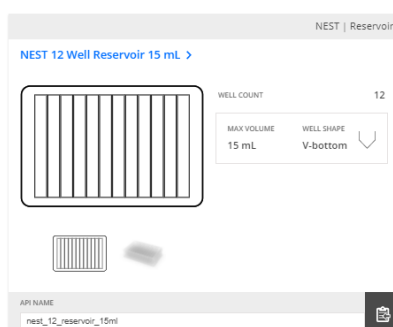 NEST | Reservoir
NEST 12 Well Reservoir 15 mL >
WELL COUNT 12
MAX VOLUME WELL SHAPE
15 mL V-bottom
API NAME
nest_12_reservoir_15ml